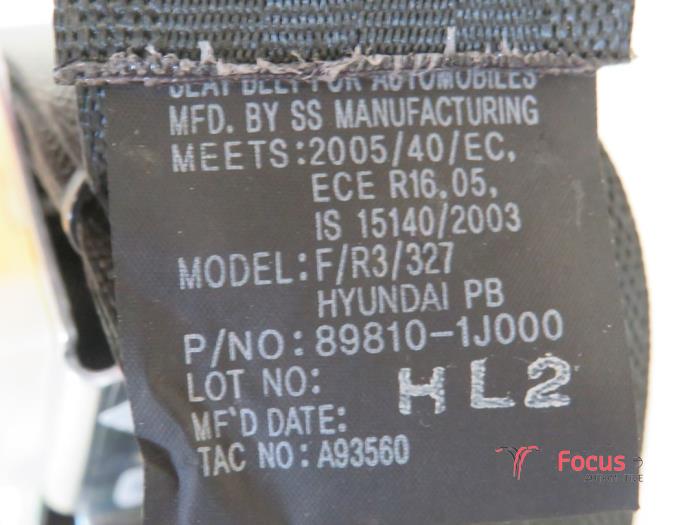 SEAT BELT FOR AUTOMOBILES
MFD. BY SS MANUFACTURING
MEETS:2005/40/EC,
ECE R16.05,
IS 15140/2003
MODEL:F/R3/327
HYUNDAI PB
P/NO:89810-1J000
LOT NO: HL2
MF'D DATE:
TAC NO:A93560
Focus
AUTOMOTIVE